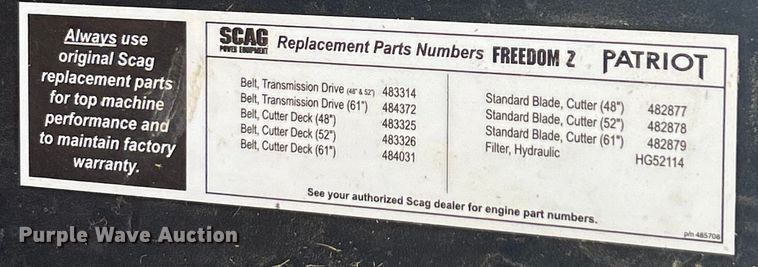 Always use
original Scag
replacement parts
for top machine
performance and
to maintain factory
warranty.
SCAG
POWER EQUIPMENT
Replacement Parts Numbers FREEDOM Z PATRIOT
Belt, Transmission Drive (48" & 52") 483314
Belt, Transmission Drive (61") 484372
Belt, Cutter Deck (48") 483325
Belt, Cutter Deck (52") 483326
Belt, Cutter Deck (61") 484031
Standard Blade, Cutter (48") 482877
Standard Blade, Cutter (52") 482878
Standard Blade, Cutter (61") 482879
Filter, Hydraulic HG52114
See your authorized Scag dealer for engine part numbers.
p/n 485708
Purple Wave Auction